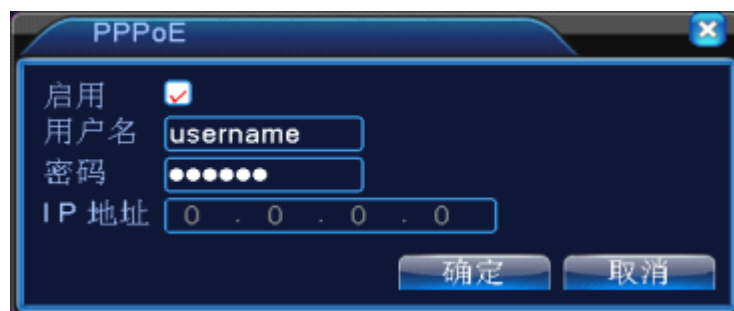 PPPoE
启用
用户名 username
密码 ●●●●●●
IP 地址 0 . 0 . 0 . 0
确定 取消